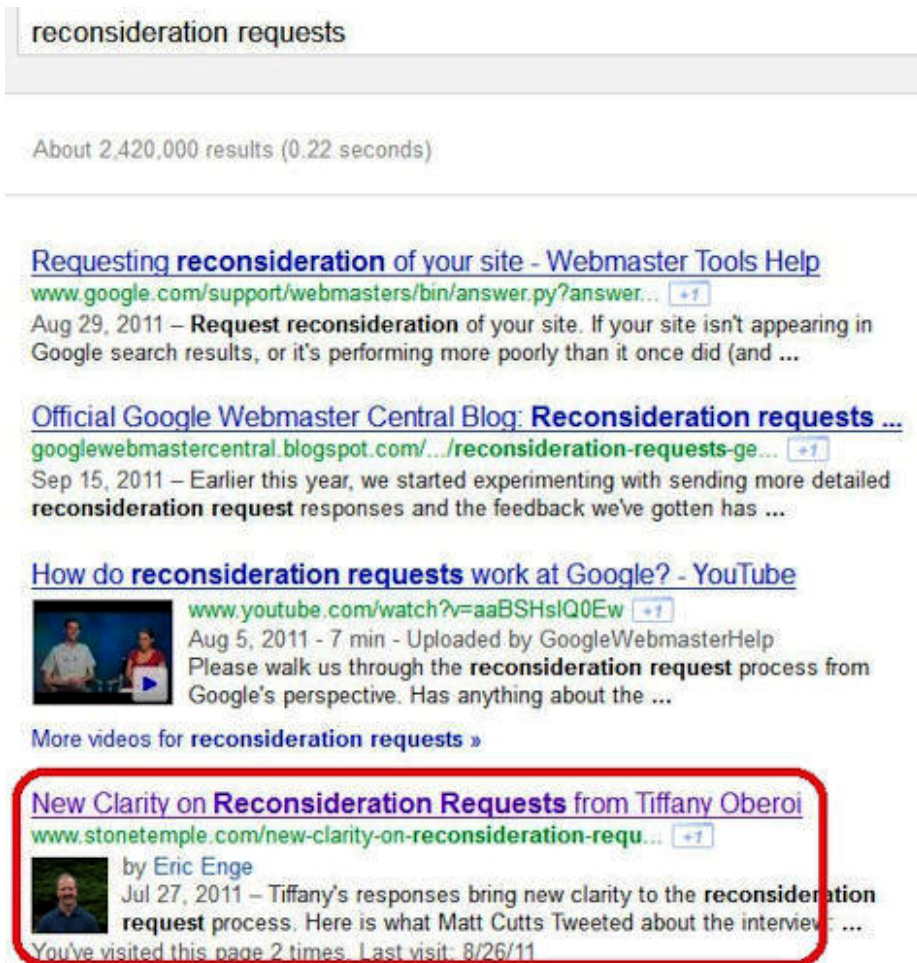 reconsideration requests
About 2,420,000 results (0.22 seconds)
Requesting reconsideration of your site - Webmaster Tools Help
www.google.com/support/webmasters/bin/answer.py?answer... +1
Aug 29, 2011 – Request reconsideration of your site. If your site isn't appearing in
Google search results, or it's performing more poorly than it once did (and ...
Official Google Webmaster Central Blog: Reconsideration requests ...
googlewebmastercentral.blogspot.com/.../reconsideration-requests-ge... +1
Sep 15, 2011 – Earlier this year, we started experimenting with sending more detailed
reconsideration request responses and the feedback we've gotten has ...
How do reconsideration requests work at Google? - YouTube
www.youtube.com/watch?v=aaBSHsIQ0Ew +1
Aug 5, 2011 - 7 min - Uploaded by GoogleWebmasterHelp
Please walk us through the reconsideration request process from
Google's perspective. Has anything about the ...
More videos for reconsideration requests »
New Clarity on Reconsideration Requests from Tiffany Oberoi
www.stonetemple.com/new-clarity-on-reconsideration-requ... +1
by Eric Enge
Jul 27, 2011 – Tiffany's responses bring new clarity to the reconsideration
request process. Here is what Matt Cutts Tweeted about the interview: ...
You've visited this page 2 times. Last visit: 8/26/11